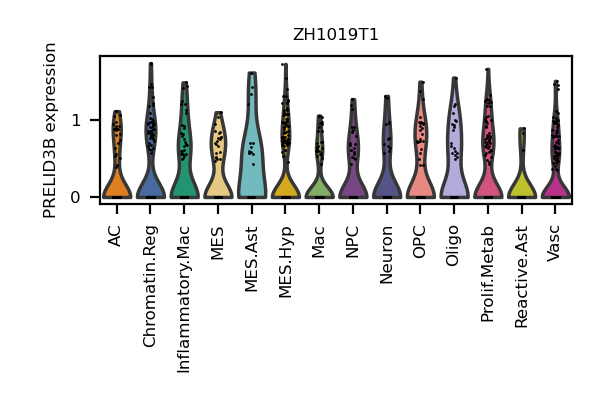 ZH1019T1
PRELID3B expression
1
0
AC
Chromatin.Reg
Inflammatory.Mac
MES
MES.Ast
MES.Hyp
Mac
NPC
Neuron
OPC
Oligo
Prolif.Metab
Reactive.Ast
Vasc